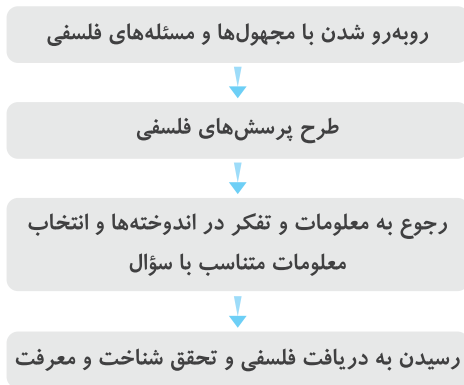 روبه‌رو شدن با مجهول‌ها و مسئله‌های فلسفی
طرح پرسش‌های فلسفی
رجوع به معلومات و تفکر در اندوخته‌ها و انتخاب
معلومات متناسب با سؤال
رسیدن به دریافت فلسفی و تحقق شناخت و معرفت